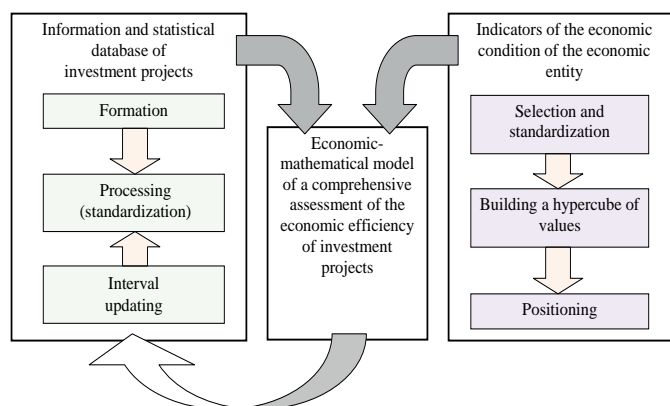 Information and statistical
database of
investment projects
Formation
Processing
(standardization)
Interval
updating
Economic-
mathematical model
of a comprehensive
assessment of the
economic efficiency
of investment
projects
Indicators of the economic
condition of the economic
entity
Selection and
standardization
Building a hypercube of
values
Positioning